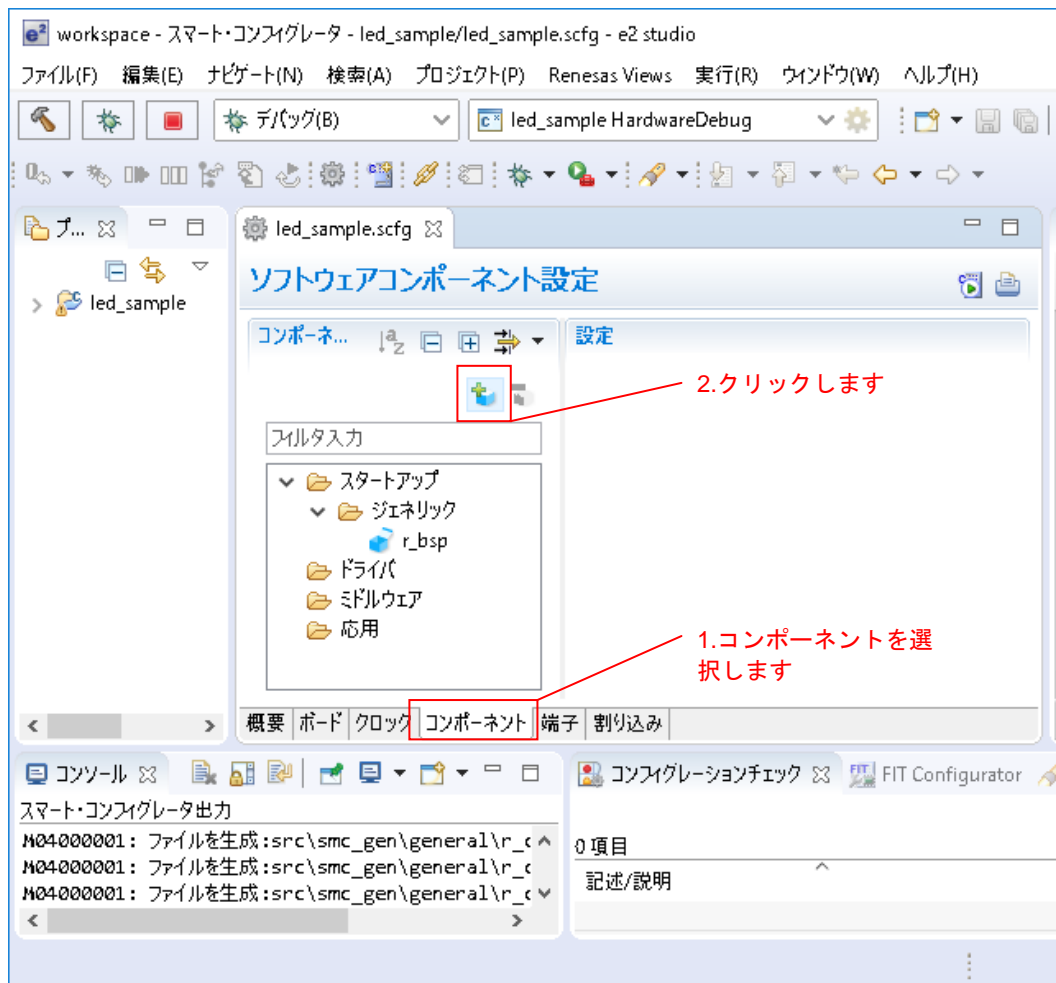 workspace - スマート・コンフィグレータ - led_sample/led_sample.scfg - e2 studio
ファイル(F) 編集(E) ナビゲート(N) 検索(A) プロジェクト(P) Renesas Views 実行(R) ウィンドウ(W) ヘルプ(H)
デバッグ(B) led_sample HardwareDebug
プ... led_sample.scfg
ソフトウェアコンポーネント設定
led_sample
コンポーネ... 設定
2.クリックします
フィルタ入力
スタートアップ
ジェネリック
r_bsp
ドライバ
ミドルウェア
応用
1.コンポーネントを選
択します
概要 ボード クロック コンポーネント 端子 割り込み
コンソール コンフィグレーションチェック FIT Configurator
スマート・コンフィグレータ出力
M04000001: ファイルを生成:src\smc_gen\general\r_c
0 項目
M04000001: ファイルを生成:src\smc_gen\general\r_c
記述/説明
M04000001: ファイルを生成:src\smc_gen\general\r_c